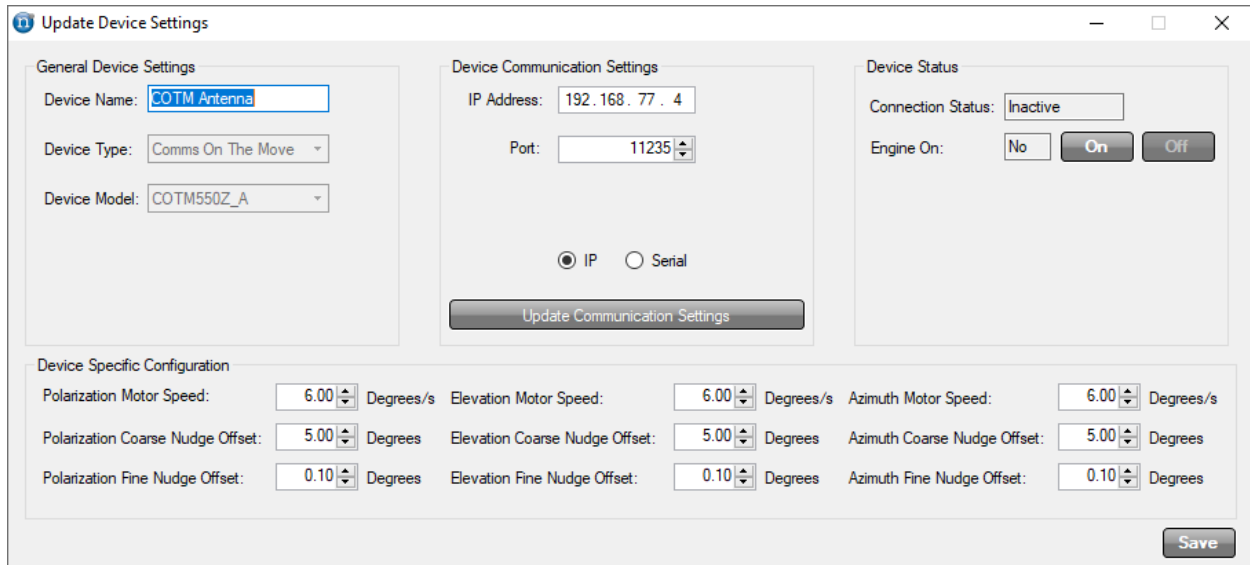 Update Device Settings
General Device Settings
Device Name: COTM Antenna
Device Type: Comms On The Move
Device Model: COTM550Z_A
Device Communication Settings
IP Address: 192 . 168 . 77 . 4
Port: 11235
IP Serial
Update Communication Settings
Device Status
Connection Status: Inactive
Engine On: No On Off
Device Specific Configuration
Polarization Motor Speed: 6.00 Degrees/s Elevation Motor Speed: 6.00 Degrees/s Azimuth Motor Speed: 6.00 Degrees/s
Polarization Coarse Nudge Offset: 5.00 Degrees Elevation Coarse Nudge Offset: 5.00 Degrees Azimuth Coarse Nudge Offset: 5.00 Degrees
Polarization Fine Nudge Offset: 0.10 Degrees Elevation Fine Nudge Offset: 0.10 Degrees Azimuth Fine Nudge Offset: 0.10 Degrees
Save